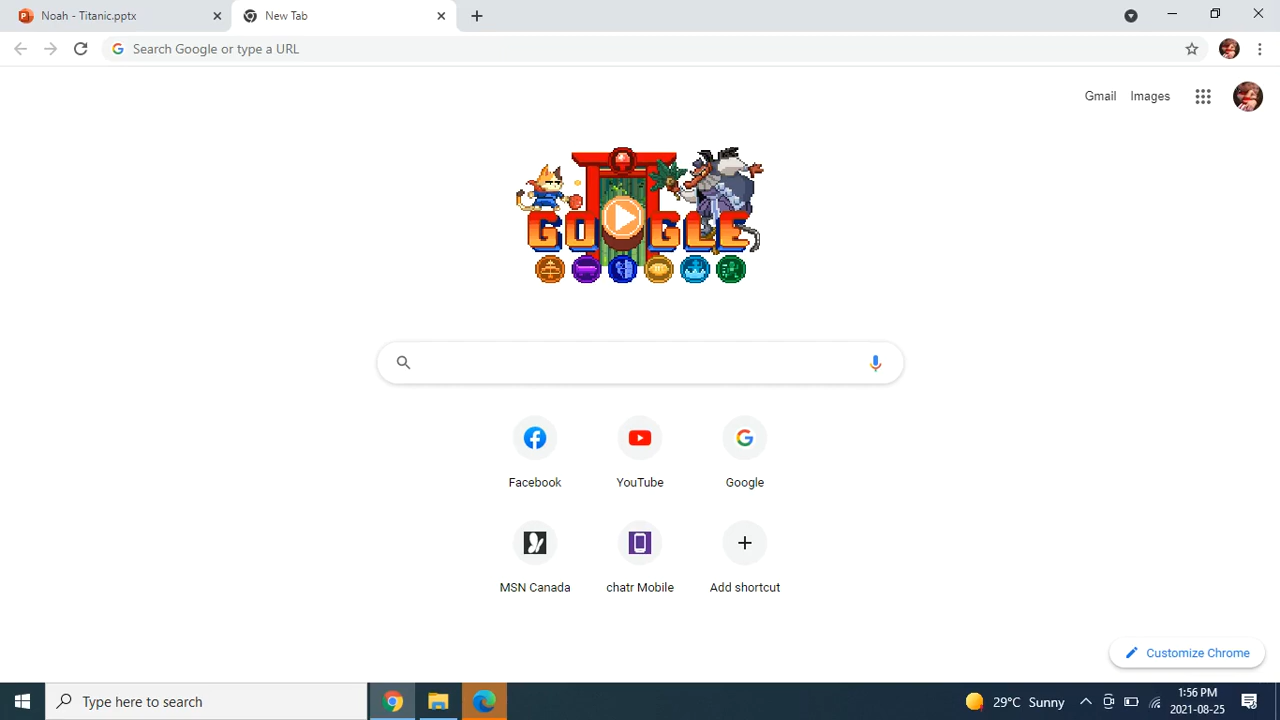 Noah - Titanic.pptx
New Tab
Search Google or type a URL
Gmail
Images
GOOGLE
Facebook
YouTube
Google
MSN Canada
chatr Mobile
Add shortcut
Customize Chrome
Type here to search
29°C Sunny
1:56 PM
2021-08-25